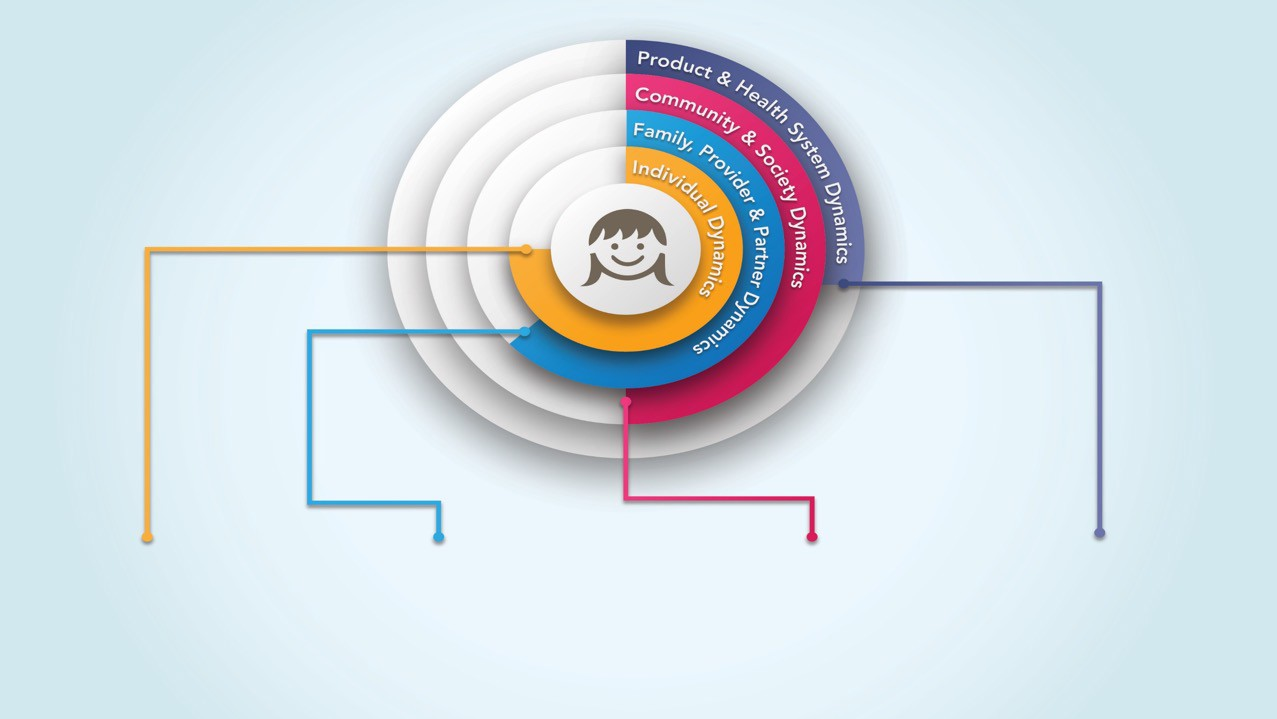 Product & Health System Dynamics
Community & Society Dynamics
Family, Provider & Partner Dynamics
Individual Dynamics